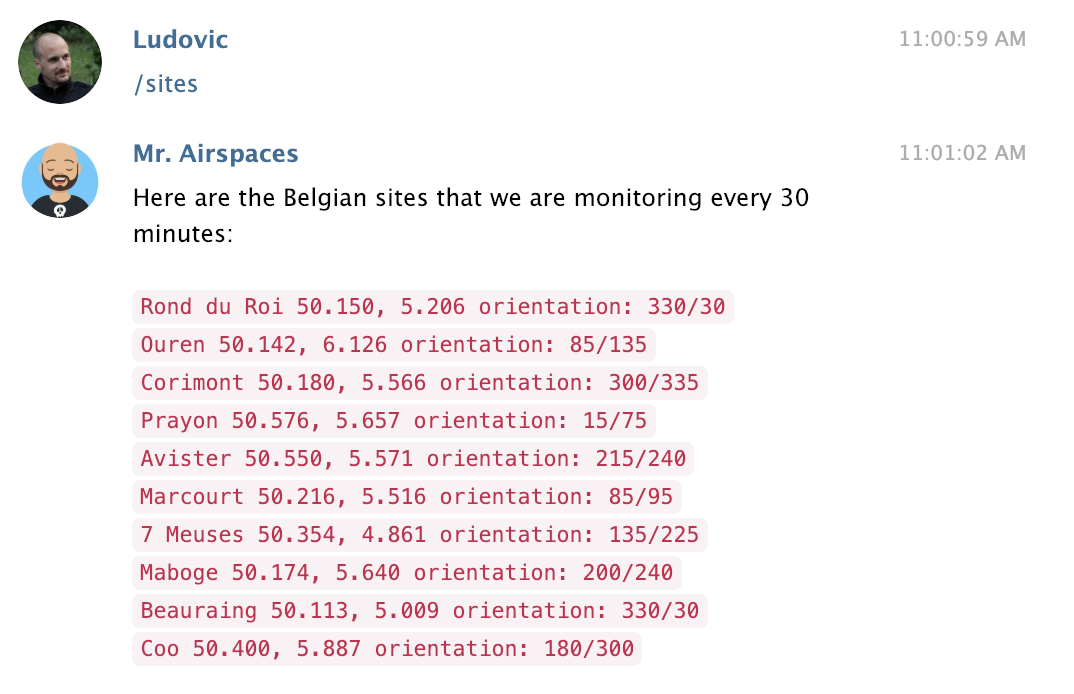 Ludovic 11:00:59 AM
/sites
Mr. Airspaces 11:01:02 AM
Here are the Belgian sites that we are monitoring every 30
minutes:
Rond du Roi 50.150, 5.206 orientation: 330/30
Ouren 50.142, 6.126 orientation: 85/135
Corimont 50.180, 5.566 orientation: 300/335
Prayon 50.576, 5.657 orientation: 15/75
Avister 50.550, 5.571 orientation: 215/240
Marcourt 50.216, 5.516 orientation: 85/95
7 Meuses 50.354, 4.861 orientation: 135/225
Maboge 50.174, 5.640 orientation: 200/240
Beauraing 50.113, 5.009 orientation: 330/30
Coo 50.400, 5.887 orientation: 180/300